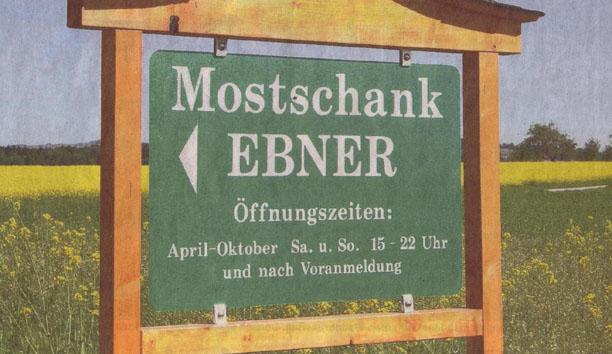 Mostschank
EBNER
Öffnungszeiten:
April-Oktober Sa. u. So. 15-22 Uhr
und nach Voranmeldung